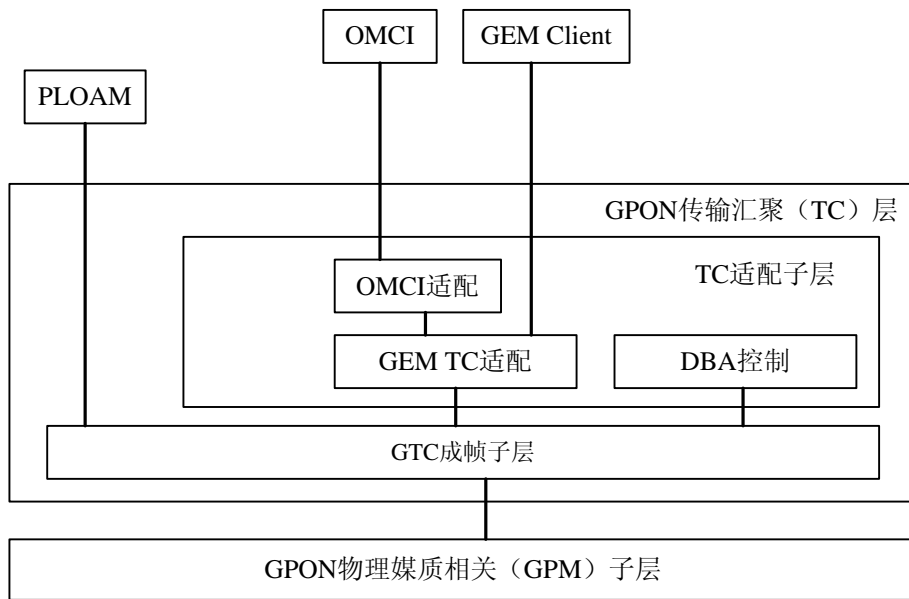 OMCI
GEM Client
PLOAM
GPON传输汇聚（TC）层
TC适配子层
OMCI适配
GEM TC适配
DBA控制
GTC成帧子层
GPON物理媒质相关（GPM）子层